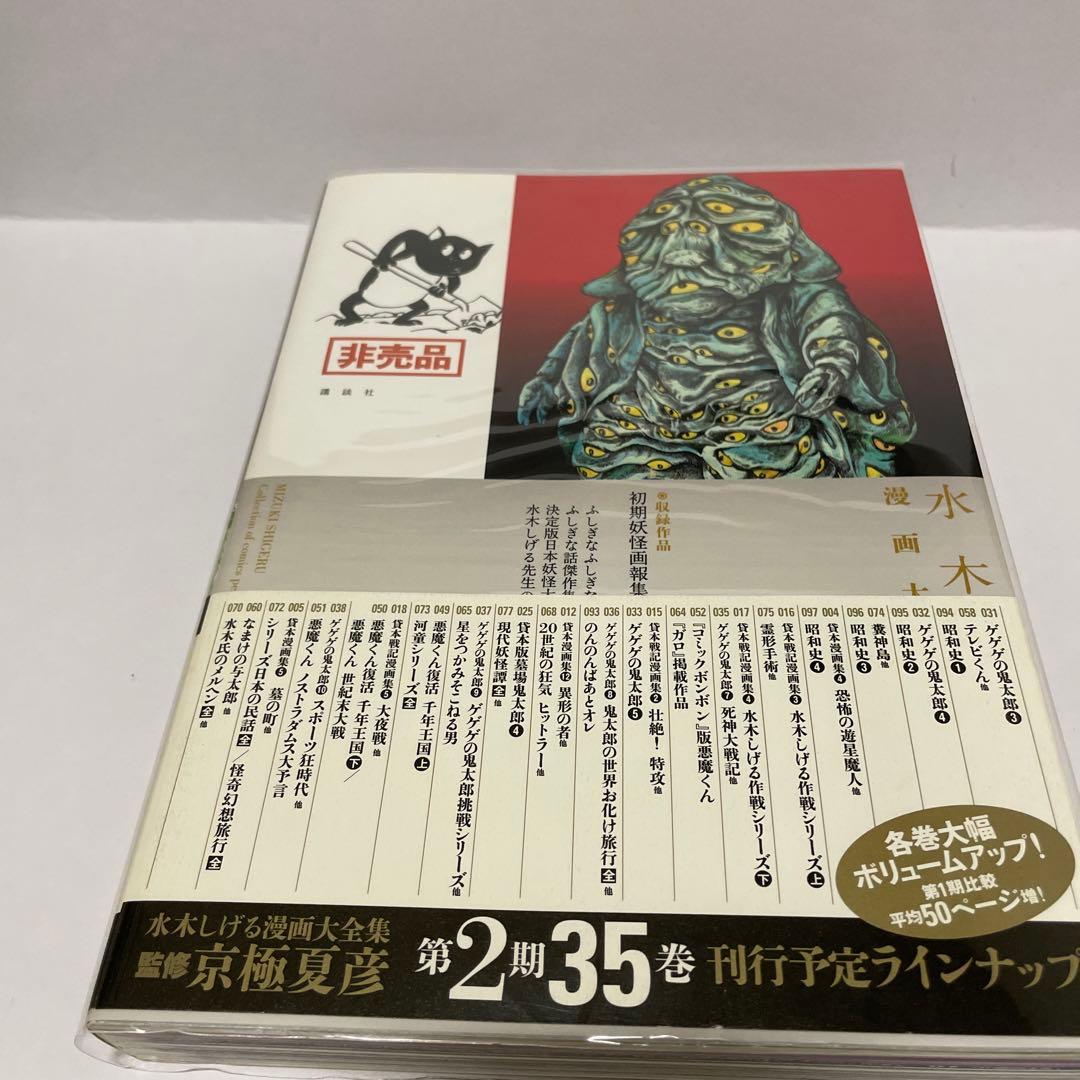 非売品
講談社
水木
漫画大
MIZUKI SHIGERU
Collection of comics pe
◎収録作品
初期妖怪画報集
ふしぎなふしぎな
ふしぎな話傑作集
決定版日本妖怪大
水木しげる先生の
031 ゲゲゲの鬼太郎❸
058 テレビくん 他
094 昭和史❶
032 ゲゲゲの鬼太郎❹
095 昭和史❷
074 糞神島 他
096 昭和史❸
004 貸本漫画集❹ 恐怖の遊星魔人 他
097 昭和史❹
016 貸本戦記漫画集❸ 水木しげる作戦シリーズ 上
075 霊形手術 他
017 貸本戦記漫画集❹ 水木しげる作戦シリーズ 下
035 ゲゲゲの鬼太郎❼ 死神大戦記 他
052 『コミックボンボン』版悪魔くん
064 『ガロ』掲載作品
015 貸本戦記漫画集❷ 壮絶!特攻 他
033 ゲゲゲの鬼太郎❺
036 ゲゲゲの鬼太郎❽ 鬼太郎の世界お化け旅行 全 他
093 のんのんばあとオレ
012 貸本漫画集⓬ 異形の者 他
068 20世紀の狂気 ヒットラー 他
025 貸本版墓場鬼太郎❹
077 現代妖怪譚 全
037 ゲゲゲの鬼太郎❾ ゲゲゲの鬼太郎挑戦シリーズ 他
065 星をつかみそこねる男
049 悪魔くん復活 千年王国 上
073 河童シリーズ 全
018 貸本戦記漫画集❺ 大夜戦 他
050 悪魔くん復活 千年王国 下/
悪魔くん 世紀末大戦
038 ゲゲゲの鬼太郎❿ スポーツ狂時代 他
051 悪魔くん ノストラダムス大予言
005 貸本漫画集❺ 墓の町 他
072 シリーズ日本の民話 全/怪奇幻想旅行 全
060 なまけの与太郎 他
070 水木氏のメルヘン 全 他
各巻大幅
ボリュームアップ!
第1期比較
平均50ページ増!
水木しげる漫画大全集
監修 京極夏彦
第2期35巻 刊行予定ラインナップ